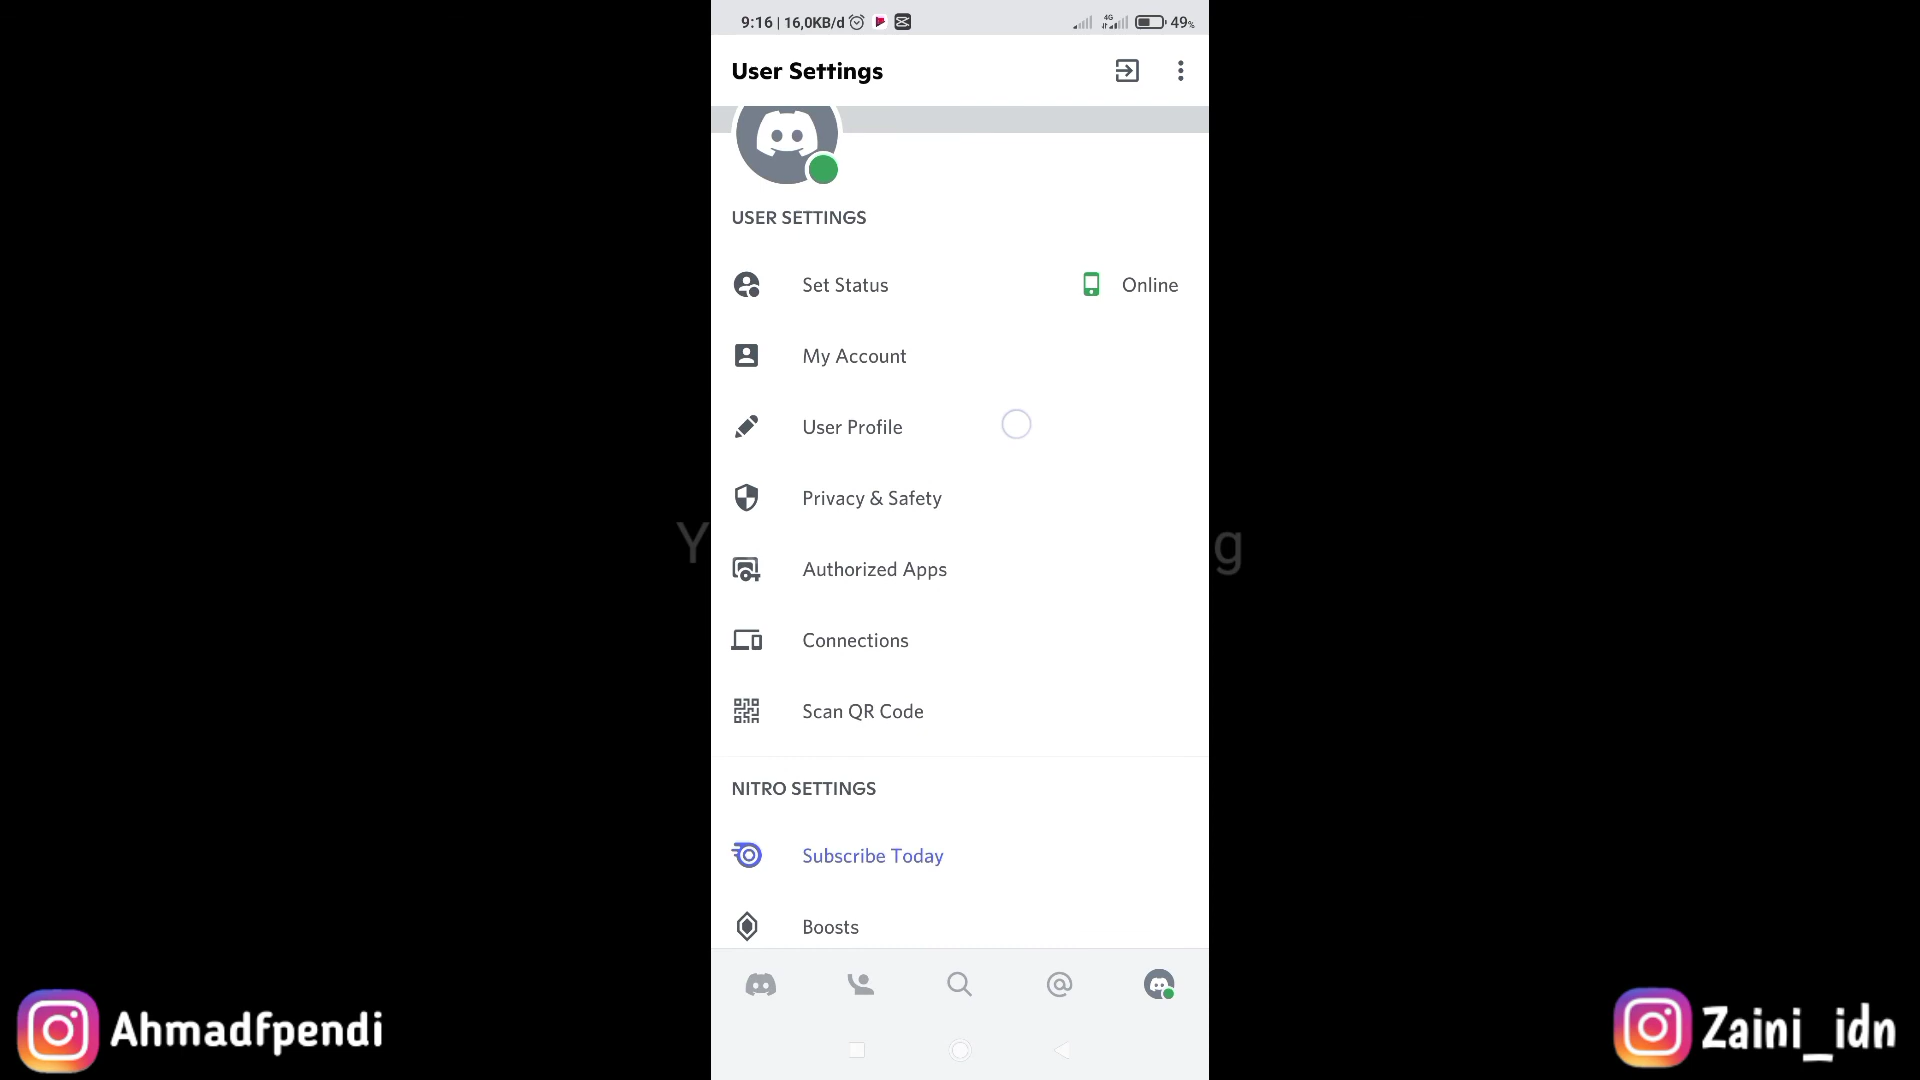 9:16 | 16,0KB/d
4G
49%
User Settings
USER SETTINGS
Set Status
Online
My Account
User Profile
Privacy & Safety
Authorized Apps
Connections
Scan QR Code
NITRO SETTINGS
Subscribe Today
Boosts
Ahmadfpendi
Zaini_idn